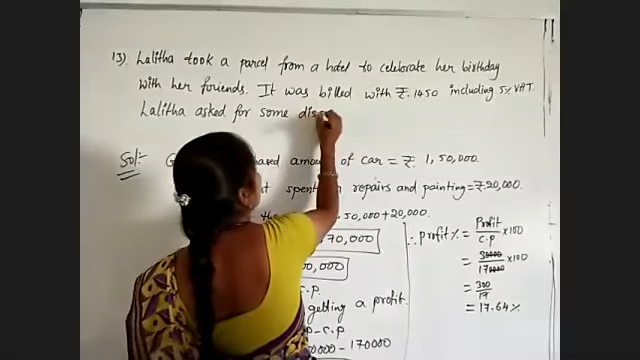 13). Lalitha took a parcel from a hotel to celebrate her birthday
with her friends. It was billed with ₹. 1450 including 5% VAT.
Lalitha asked for some dis
Sol:- amount of car = ₹. 1,50,000.
spent in repairs and painting = ₹.20,000.
50,000 + 20,000.
70,000
00,000
C.P.
getting a profit.
P - C.P
0000 - 170000
∴ profit % = Profit/C.P × 100
= 30000/170000 × 100
= 300/17
= 17.64%